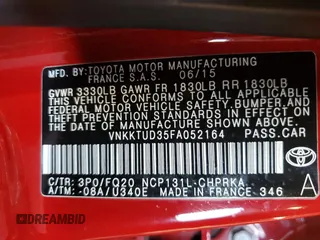 MFD. BY:
TOYOTA MOTOR MANUFACTURING
FRANCE S.A.S. 06/15
GVWR 3330LB GAWR FR 1830LB RR 1830LB
THIS VEHICLE CONFORMS TO ALL APPLICABLE
FEDERAL MOTOR VEHICLE SAFETY, BUMPER, AND
THEFT PREVENTION STANDARDS IN EFFECT ON
THE DATE OF MANUFACTURE SHOWN ABOVE.
VNKKTUD35FA052164 PASS.CAR
TOYOTA
C/TR: 3P0/FQ20 NCP131L-CHPRKA A
A/TM: -08A/U340E MADE IN FRANCE 346
DREAMBID